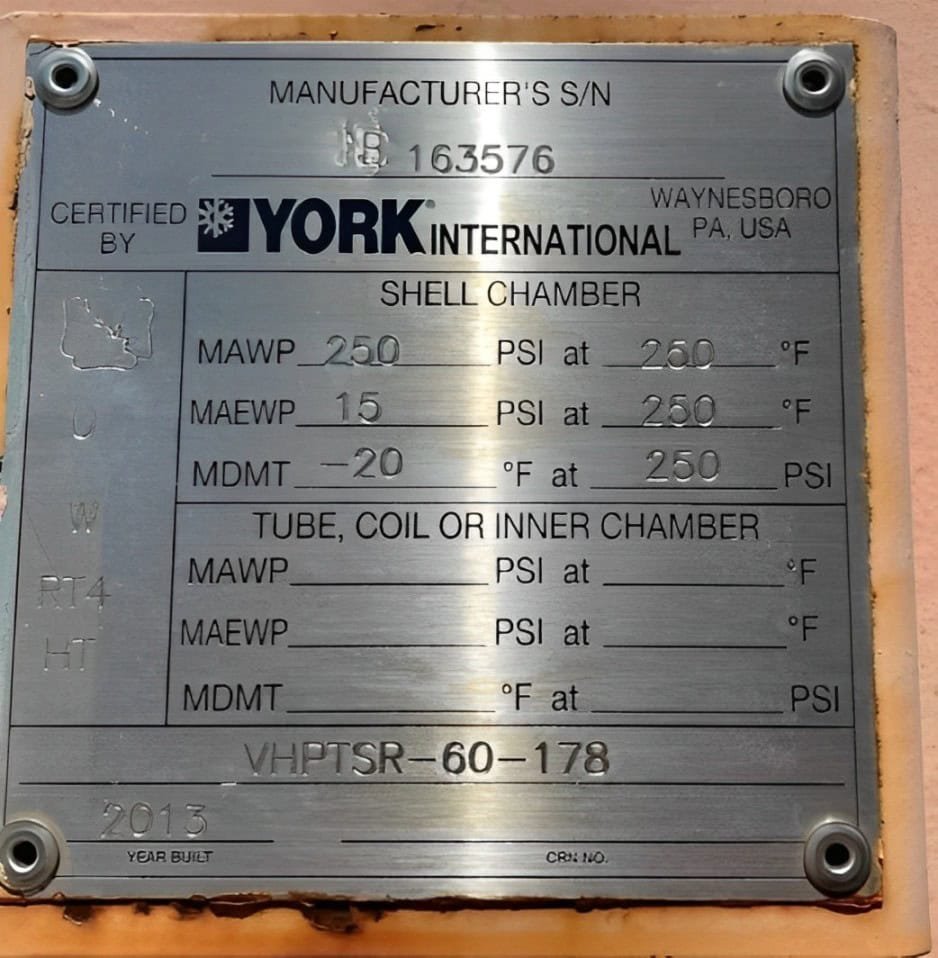 MANUFACTURER'S S/N
NB 163576
CERTIFIED BY
YORK INTERNATIONAL
WAYNESBORO
PA, USA
SHELL CHAMBER
MAWP 250 PSI at 250 °F
MAEWP 15 PSI at 250 °F
MDMT -20 °F at 250 PSI
U
W
RT4
HT
TUBE, COIL OR INNER CHAMBER
MAWP PSI at °F
MAEWP PSI at °F
MDMT °F at PSI
VHPTSR-60-178
2013
YEAR BUILT
CRN NO.